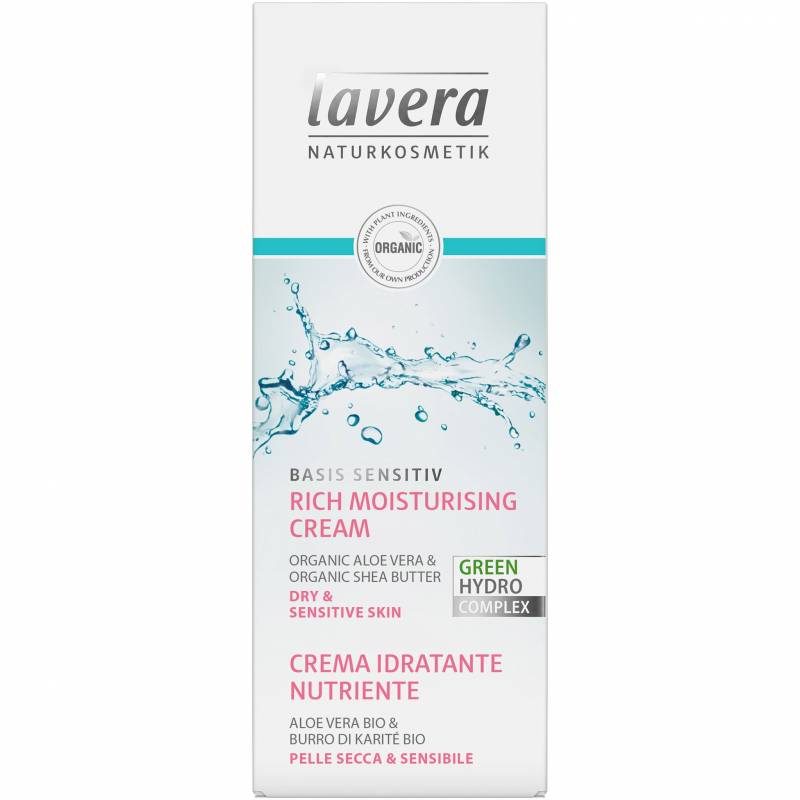 lavera
NATURKOSMETIK
WITH PLANT INGREDIENTS
ORGANIC
FROM OUR OWN PRODUCTION
BASIS SENSITIV
RICH MOISTURISING
CREAM
ORGANIC ALOE VERA &
ORGANIC SHEA BUTTER
DRY &
SENSITIVE SKIN
GREEN
HYDRO
COMPLEX
CREMA IDRATANTE
NUTRIENTE
ALOE VERA BIO &
BURRO DI KARITÉ BIO
PELLE SECCA & SENSIBILE